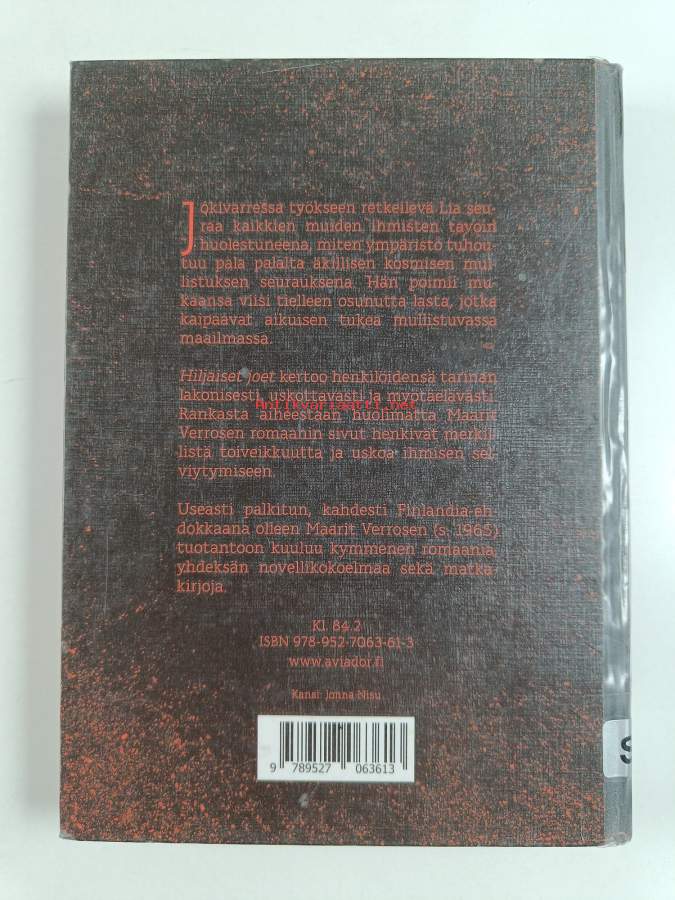 Jokivarressa työkseen retkeilevä Lia seu-
raa kaikkien muiden ihmisten tavoin
huolestuneena, miten ympäristö tuhou-
tuu pala palalta äkillisen kosmisen mul-
listuksen seurauksena. Hän poimii mu-
kaansa viisi tielleen osunutta lasta, jotka
kaipaavat aikuisen tukea mullistuvassa
maailmassa.
Hiljaiset joet kertoo henkilöidensä tarinan
lakonisesti, uskottavasti ja myötäelävästi.
Antikvariaatti.net
Rankasta aiheestaan huolimatta Maarit
Verrosen romaanin sivut henkivät merkil-
listä toiveikkuutta ja uskoa ihmisen sel-
viytymiseen.
Useasti palkitun, kahdesti Finlandia-eh-
dokkaana olleen Maarit Verrosen (s. 1965)
tuotantoon kuuluu kymmenen romaania,
yhdeksän novellikokoelmaa sekä matka-
kirjoja.
Kl. 84.2
ISBN 978-952-7063-61-3
www.aviador.fi
Kansi: Jonna Nisu
9 789527 063613
S